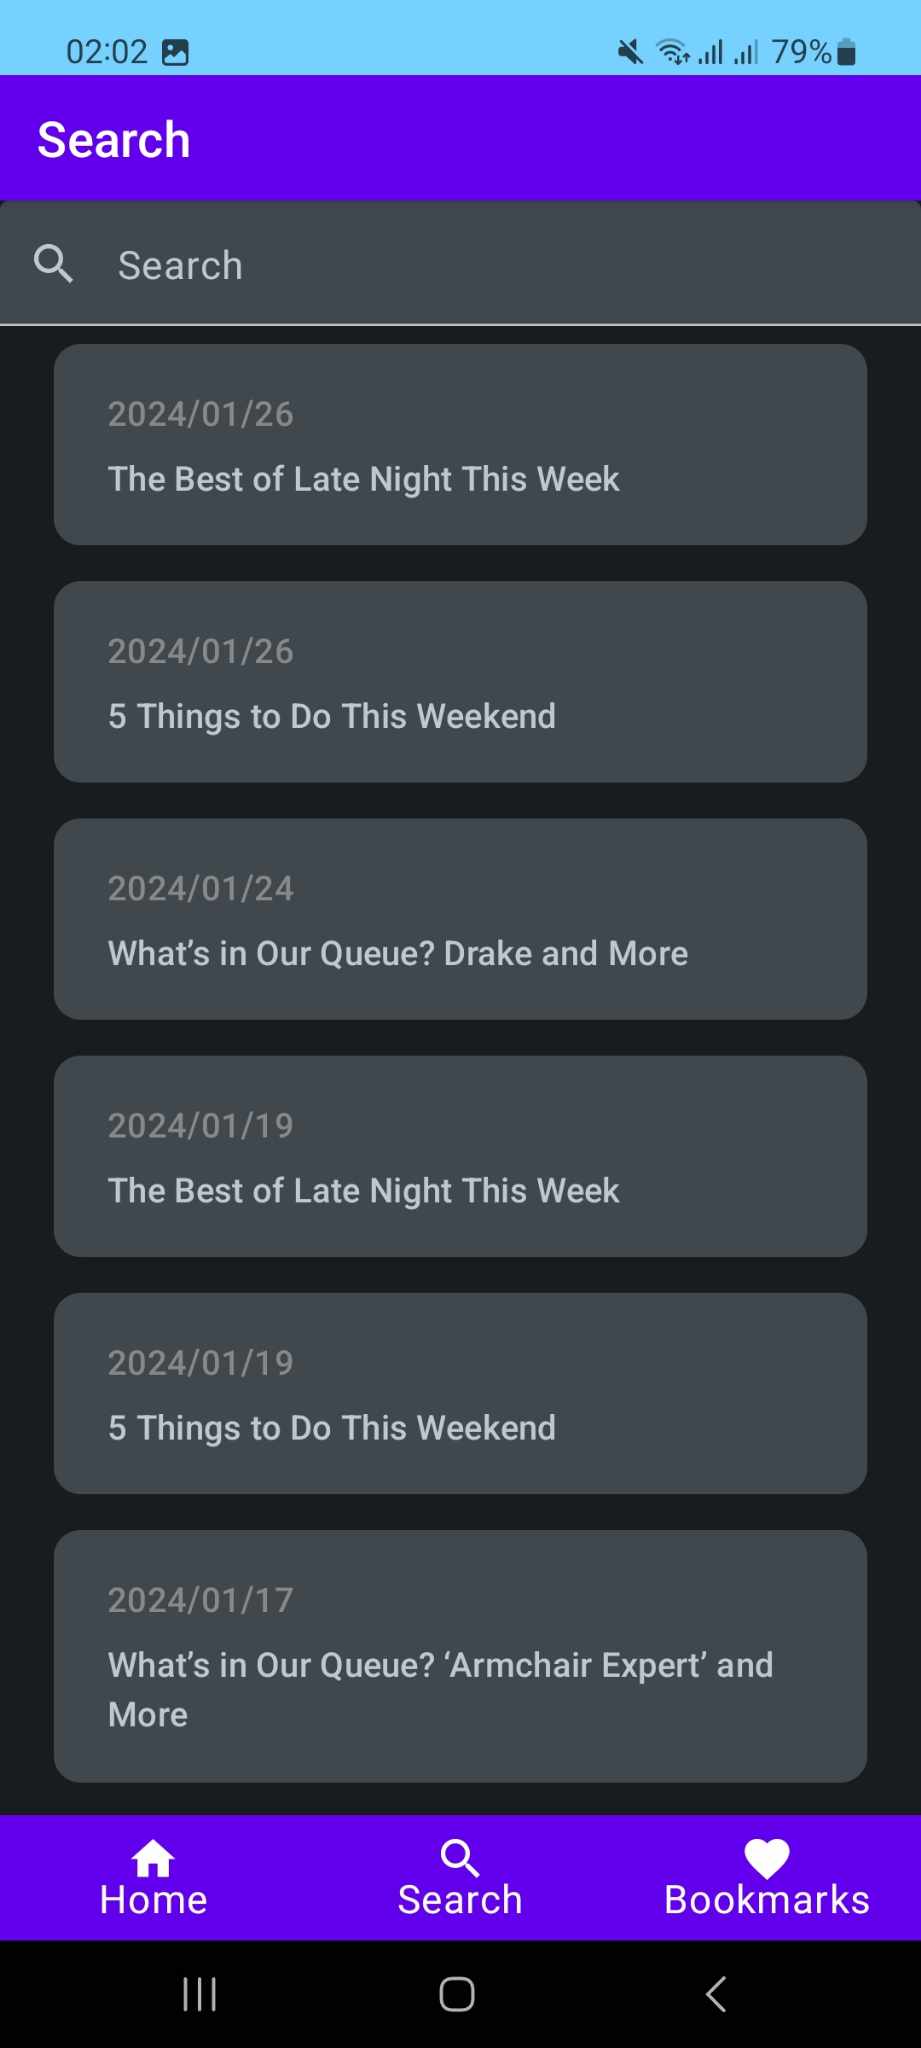 02:02
79%
Search
Search
2024/01/26
The Best of Late Night This Week
2024/01/26
5 Things to Do This Weekend
2024/01/24
What’s in Our Queue? Drake and More
2024/01/19
The Best of Late Night This Week
2024/01/19
5 Things to Do This Weekend
2024/01/17
What’s in Our Queue? ‘Armchair Expert’ and
More
Home
Search
Bookmarks